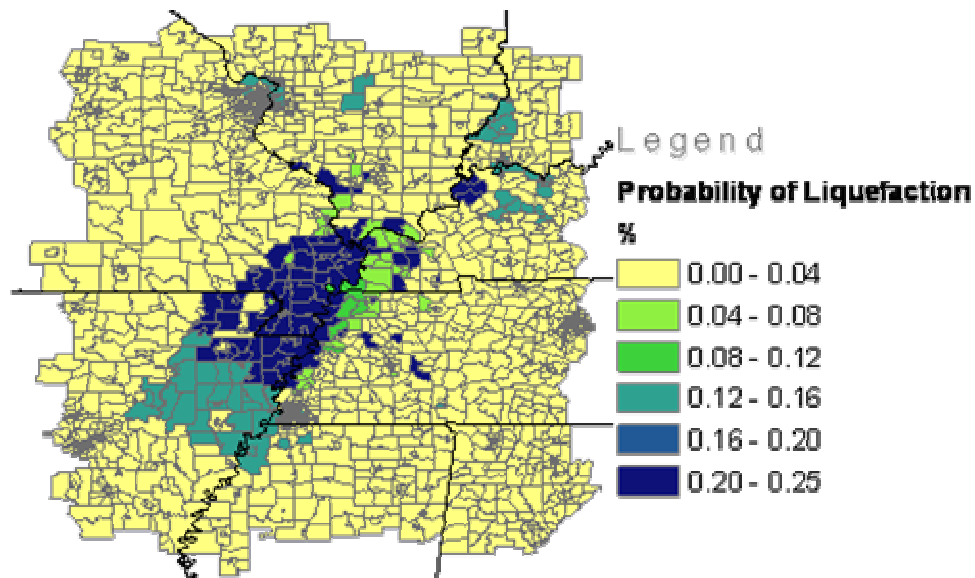 Legend
Probability of Liquefaction
%
0.00 - 0.04
0.04 - 0.08
0.08 - 0.12
0.12 - 0.16
0.16 - 0.20
0.20 - 0.25